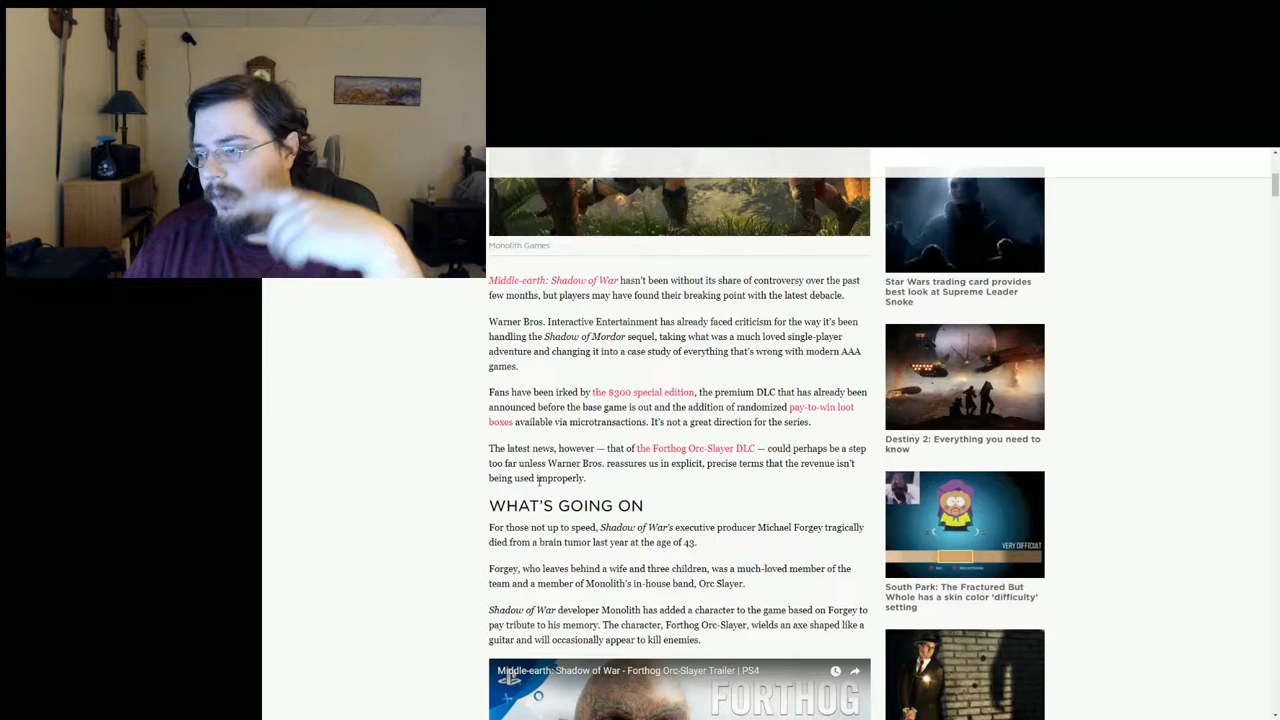 Monolith Games
Middle-earth: Shadow of War hasn't been without its share of controversy over the past
few months, but players may have found their breaking point with the latest debacle.
Warner Bros. Interactive Entertainment has already faced criticism for the way it's been
handling the Shadow of Mordor sequel, taking what was a much loved single-player
adventure and changing it into a case study of everything that's wrong with modern AAA
games.
Fans have been irked by the $300 special edition, the premium DLC that has already been
announced before the base game is out and the addition of randomized pay-to-win loot
boxes available via microtransactions. It's not a great direction for the series.
The latest news, however — that of the Forthog Orc-Slayer DLC — could perhaps be a step
too far unless Warner Bros. reassures us in explicit, precise terms that the revenue isn't
being used improperly.
WHAT'S GOING ON
For those not up to speed, Shadow of War's executive producer Michael Forgey tragically
died from a brain tumor last year at the age of 43.
Forgey, who leaves behind a wife and three children, was a much-loved member of the
team and a member of Monolith's in-house band, Orc Slayer.
Shadow of War developer Monolith has added a character to the game based on Forgey to
pay tribute to his memory. The character, Forthog Orc-Slayer, wields an axe shaped like a
guitar and will occasionally appear to kill enemies.
Middle-earth: Shadow of War - Forthog Orc-Slayer Trailer | PS4
FORTHOG
Star Wars trading card provides
best look at Supreme Leader
Snoke
Destiny 2: Everything you need to
know
VERY DIFFICULT
South Park: The Fractured But
Whole has a skin color 'difficulty'
setting